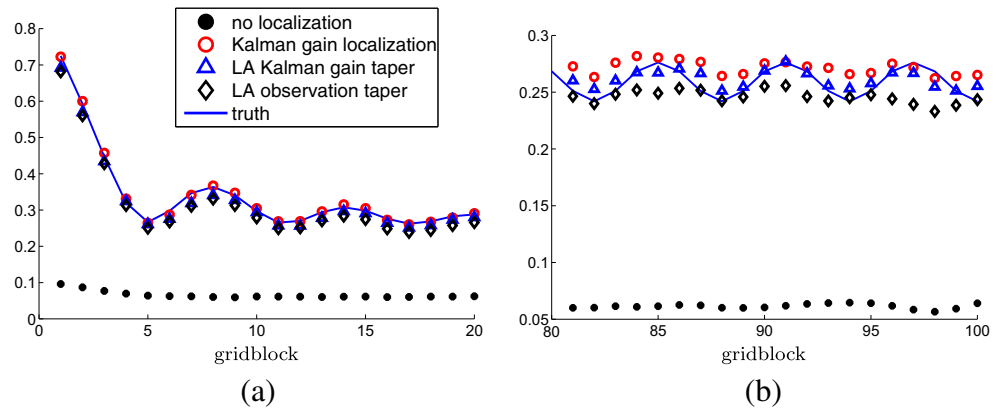 0.8
0.7
0.6
0.5
0.4
0.3
0.2
0.1
0
0
5
10
15
20
gridblock
no localization
Kalman gain localization
LA Kalman gain taper
LA observation taper
truth
(a)
0.3
0.25
0.2
0.15
0.1
0.05
80
85
90
95
100
gridblock
(b)